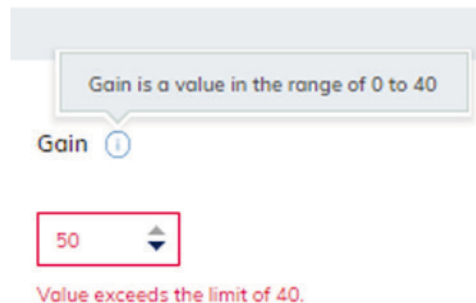 Gain is a value in the range of 0 to 40
Gain i
50
Value exceeds the limit of 40.